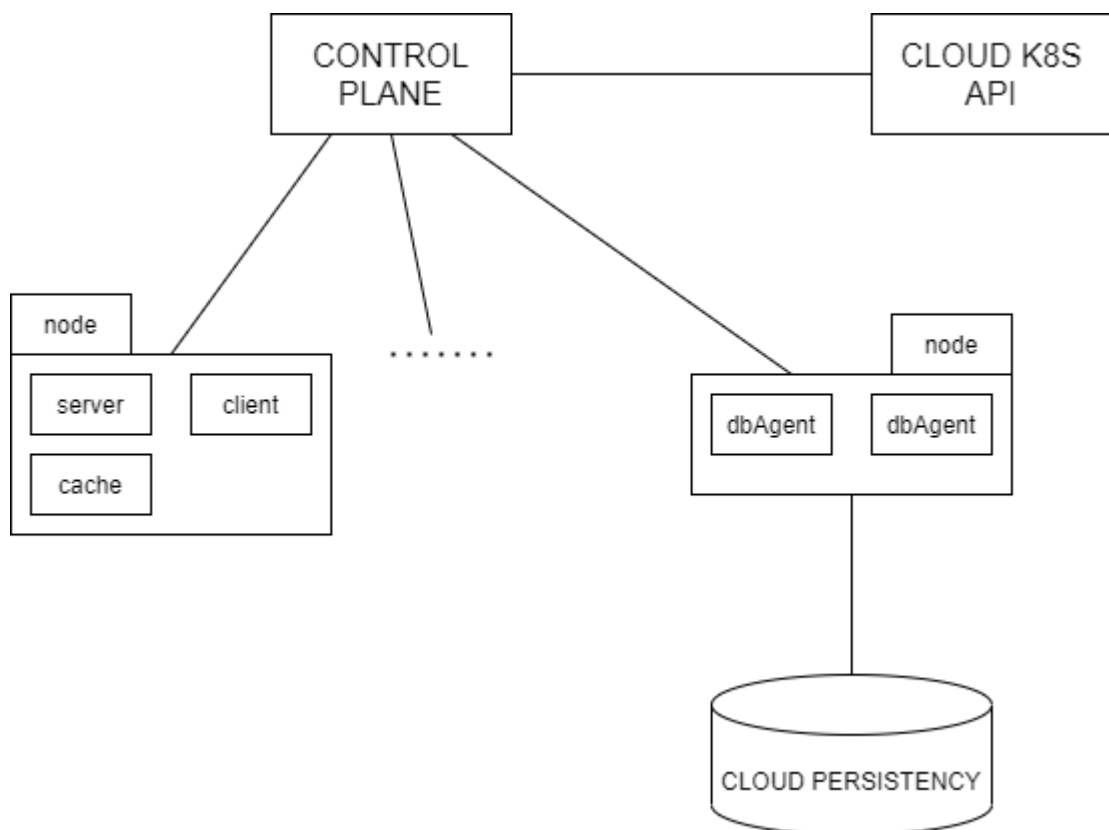 CONTROL
PLANE
CLOUD K8S
API
node
server
client
cache
.......
node
dbAgent
dbAgent
CLOUD PERSISTENCY